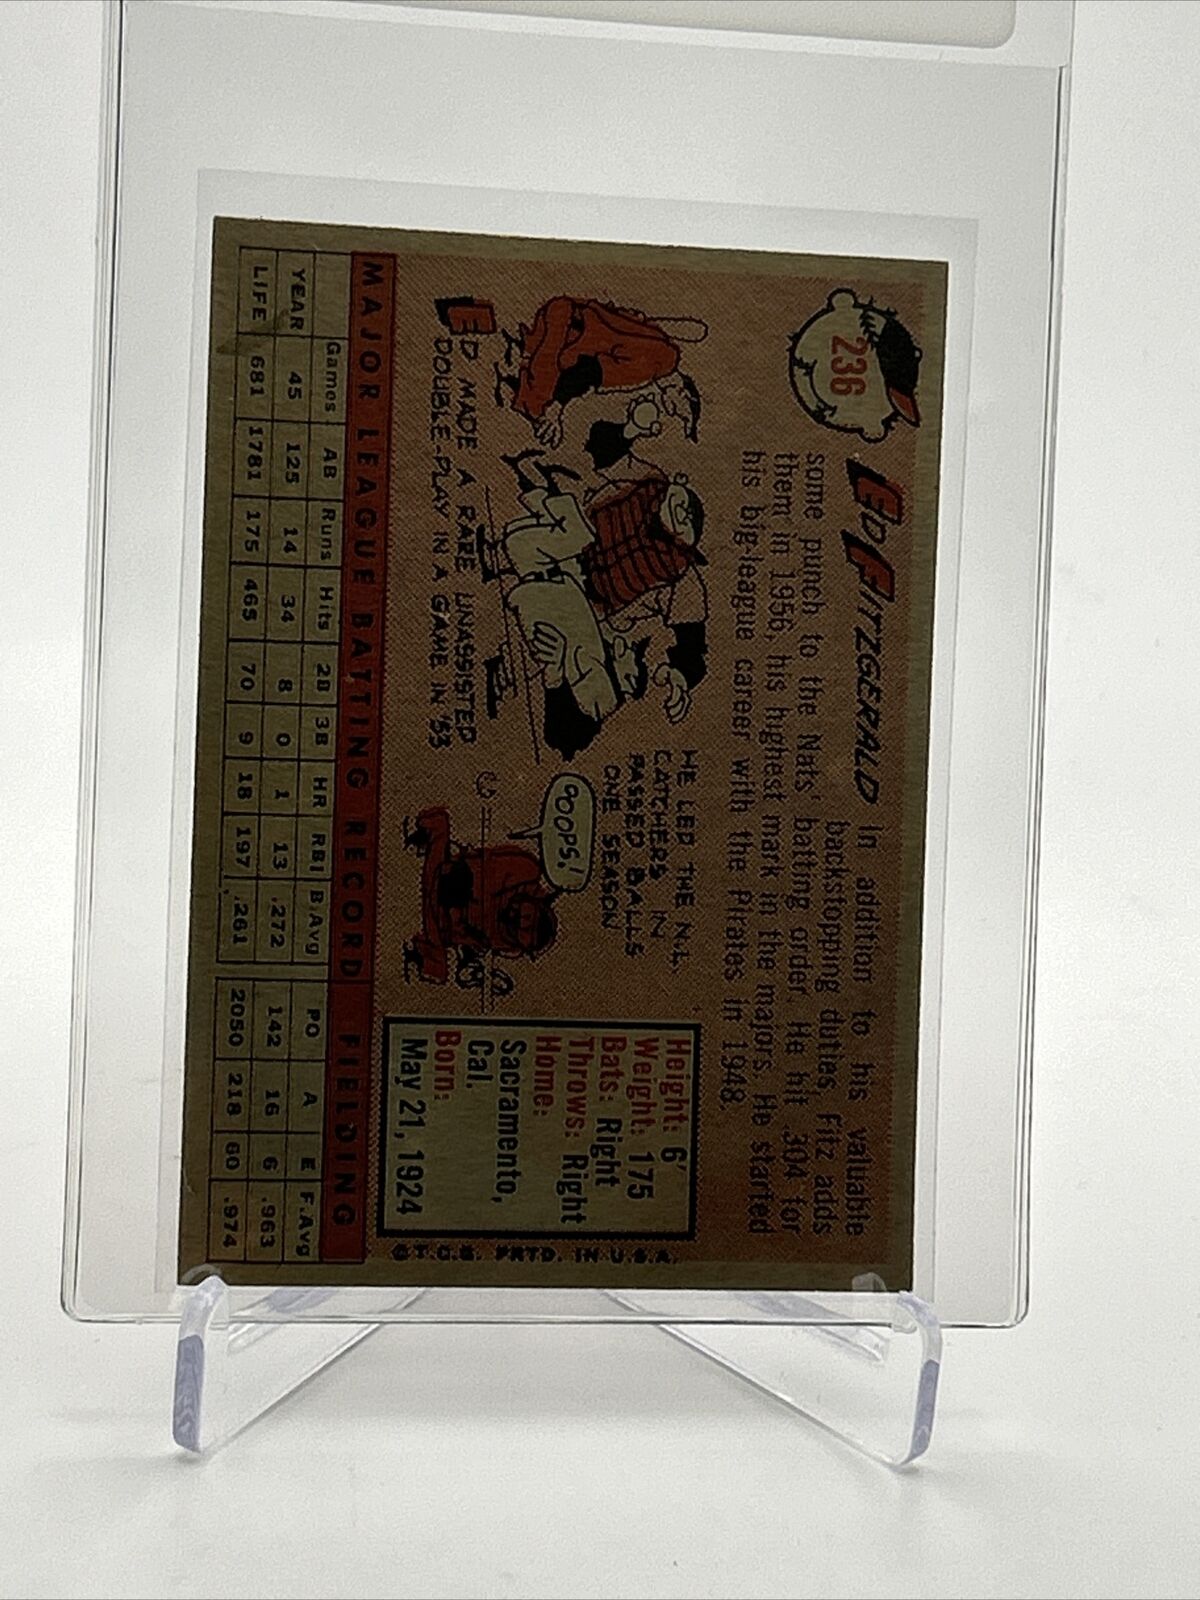 236
ED FITZGERALD In addition to his valuable
backstopping duties, Fitz adds
some punch to the Nats' batting order. He hit .304 for
them in 1956, his highest mark in the majors. He started
his big-league career with the Pirates in 1948.
ED MADE A RARE UNASSISTED
DOUBLE-PLAY IN A GAME IN '53
HE LED THE N.L.
CATCHERS IN
PASSED BALLS
ONE SEASON
OOOPS!
Height: 6'
Weight: 175
Bats: Right
Throws: Right
Home:
Sacramento,
Cal.
Born:
May 21, 1924
MAJOR LEAGUE BATTING RECORD FIELDING
Games AB Runs Hits 2B 3B HR RBI B.Avg PO A E F.Avg
YEAR 45 125 14 34 8 0 1 13 .272 142 16 6 .963
LIFE 681 1781 175 465 70 9 18 197 .261 2050 218 60 .974